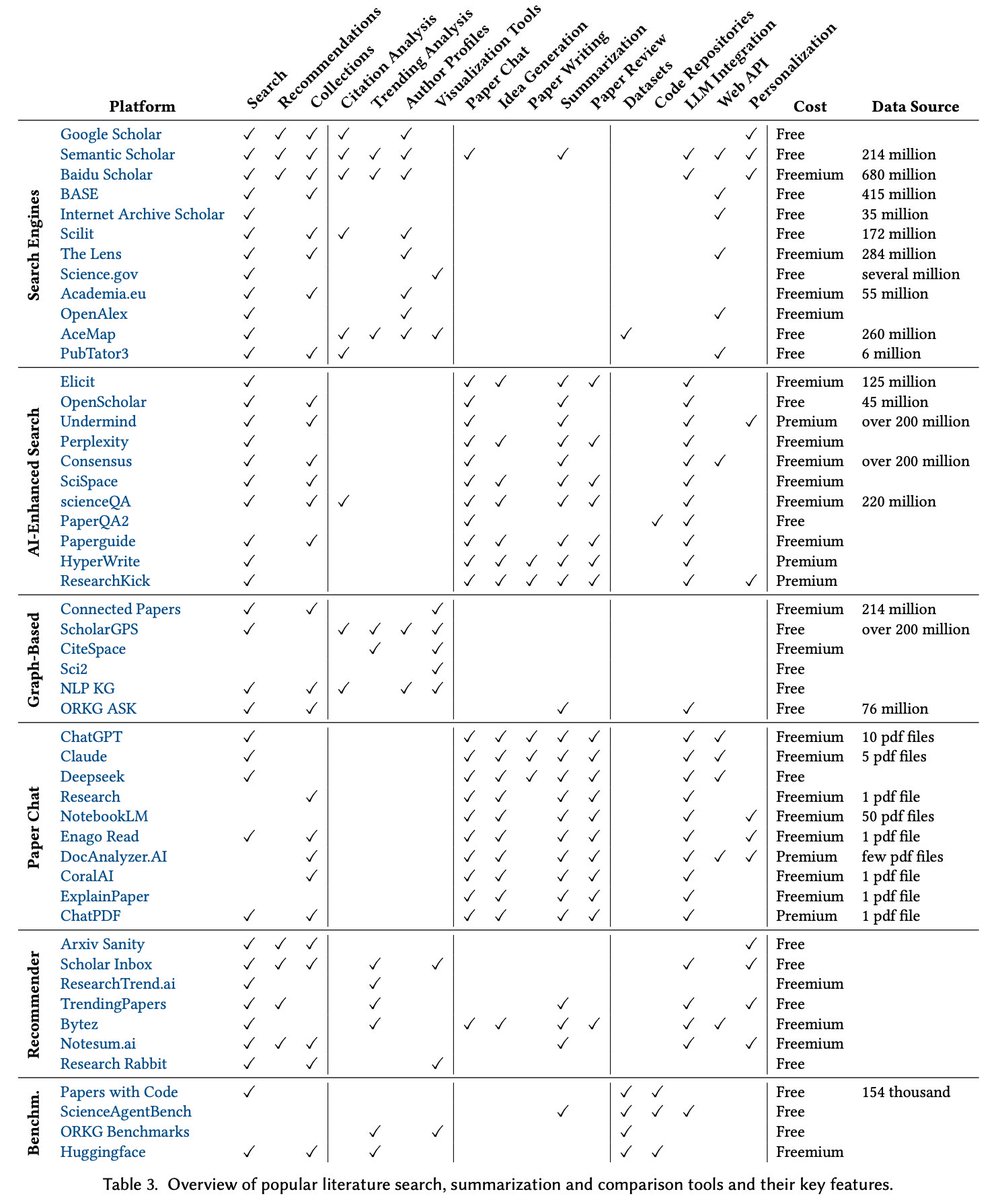 Platform Search Recommendations Collections Citation Analysis Trending Analysis Author Profiles Visualization Tools Paper Chat Idea Generation Paper Writing Summarization Paper Review Datasets Code Repositories LLM Integration Web API Personalization Cost Data Source
Search Engines
Google Scholar ✓ ✓ ✓ ✓ ✓ ✓ Free
Semantic Scholar ✓ ✓ ✓ ✓ ✓ ✓ ✓ ✓ ✓ ✓ ✓ Free 214 million
Baidu Scholar ✓ ✓ ✓ ✓ ✓ ✓ ✓ ✓ Freemium 680 million
BASE ✓ ✓ ✓ Free 415 million
Internet Archive Scholar ✓ ✓ Free 35 million
Scilit ✓ ✓ ✓ ✓ Free 172 million
The Lens ✓ ✓ ✓ ✓ Freemium 284 million
Science.gov ✓ ✓ Free several million
Academia.eu ✓ ✓ ✓ Freemium 55 million
OpenAlex ✓ ✓ ✓ Freemium
AceMap ✓ ✓ ✓ ✓ ✓ ✓ Free 260 million
PubTator3 ✓ ✓ ✓ ✓ Free 6 million
AI-Enhanced Search
Elicit ✓ ✓ ✓ ✓ ✓ ✓ Freemium 125 million
OpenScholar ✓ ✓ ✓ ✓ ✓ Free 45 million
Undermind ✓ ✓ ✓ ✓ ✓ ✓ Premium over 200 million
Perplexity ✓ ✓ ✓ ✓ ✓ ✓ Freemium
Consensus ✓ ✓ ✓ ✓ ✓ ✓ Freemium over 200 million
SciSpace ✓ ✓ ✓ ✓ ✓ ✓ ✓ Freemium
scienceQA ✓ ✓ ✓ ✓ ✓ ✓ ✓ ✓ Freemium 220 million
PaperQA2 ✓ ✓ ✓ Free
Paperguide ✓ ✓ ✓ ✓ ✓ ✓ ✓ Freemium
HyperWrite ✓ ✓ ✓ ✓ ✓ ✓ ✓ Premium
ResearchKick ✓ ✓ ✓ ✓ ✓ ✓ ✓ ✓ Premium
Graph-Based
Connected Papers ✓ ✓ ✓ Freemium 214 million
ScholarGPS ✓ ✓ ✓ ✓ ✓ Free over 200 million
CiteSpace ✓ ✓ Freemium
Sci2 ✓ Free
NLP KG ✓ ✓ ✓ ✓ ✓ Free
ORKG ASK ✓ ✓ ✓ ✓ Free 76 million
Paper Chat
ChatGPT ✓ ✓ ✓ ✓ ✓ ✓ ✓ ✓ Freemium 10 pdf files
Claude ✓ ✓ ✓ ✓ ✓ ✓ ✓ ✓ Freemium 5 pdf files
Deepseek ✓ ✓ ✓ ✓ ✓ ✓ ✓ ✓ Free
Research ✓ ✓ ✓ ✓ ✓ ✓ Freemium 1 pdf file
NotebookLM ✓ ✓ ✓ ✓ ✓ ✓ Freemium 50 pdf files
Enago Read ✓ ✓ ✓ ✓ ✓ ✓ ✓ ✓ Freemium 1 pdf file
DocAnalyzer.AI ✓ ✓ ✓ ✓ ✓ ✓ ✓ ✓ Premium few pdf files
CoralAI ✓ ✓ ✓ ✓ ✓ ✓ Freemium 1 pdf file
ExplainPaper ✓ ✓ ✓ ✓ ✓ Freemium 1 pdf file
ChatPDF ✓ ✓ ✓ ✓ ✓ ✓ ✓ Premium 1 pdf file
Recommender
Arxiv Sanity ✓ ✓ ✓ ✓ Free
Scholar Inbox ✓ ✓ ✓ ✓ ✓ ✓ ✓ Free
ResearchTrend.ai ✓ ✓ Freemium
TrendingPapers ✓ ✓ ✓ ✓ ✓ ✓ Free
Bytez ✓ ✓ ✓ ✓ ✓ ✓ ✓ ✓ Freemium
Notesum.ai ✓ ✓ ✓ ✓ ✓ ✓ Freemium
Research Rabbit ✓ ✓ ✓ Free
Benchm.
Papers with Code ✓ ✓ ✓ Free 154 thousand
ScienceAgentBench ✓ ✓ ✓ ✓ Free
ORKG Benchmarks ✓ ✓ ✓ Free
Huggingface ✓ ✓ ✓ ✓ ✓ Freemium
Table 3. Overview of popular literature search, summarization and comparison tools and their key features.